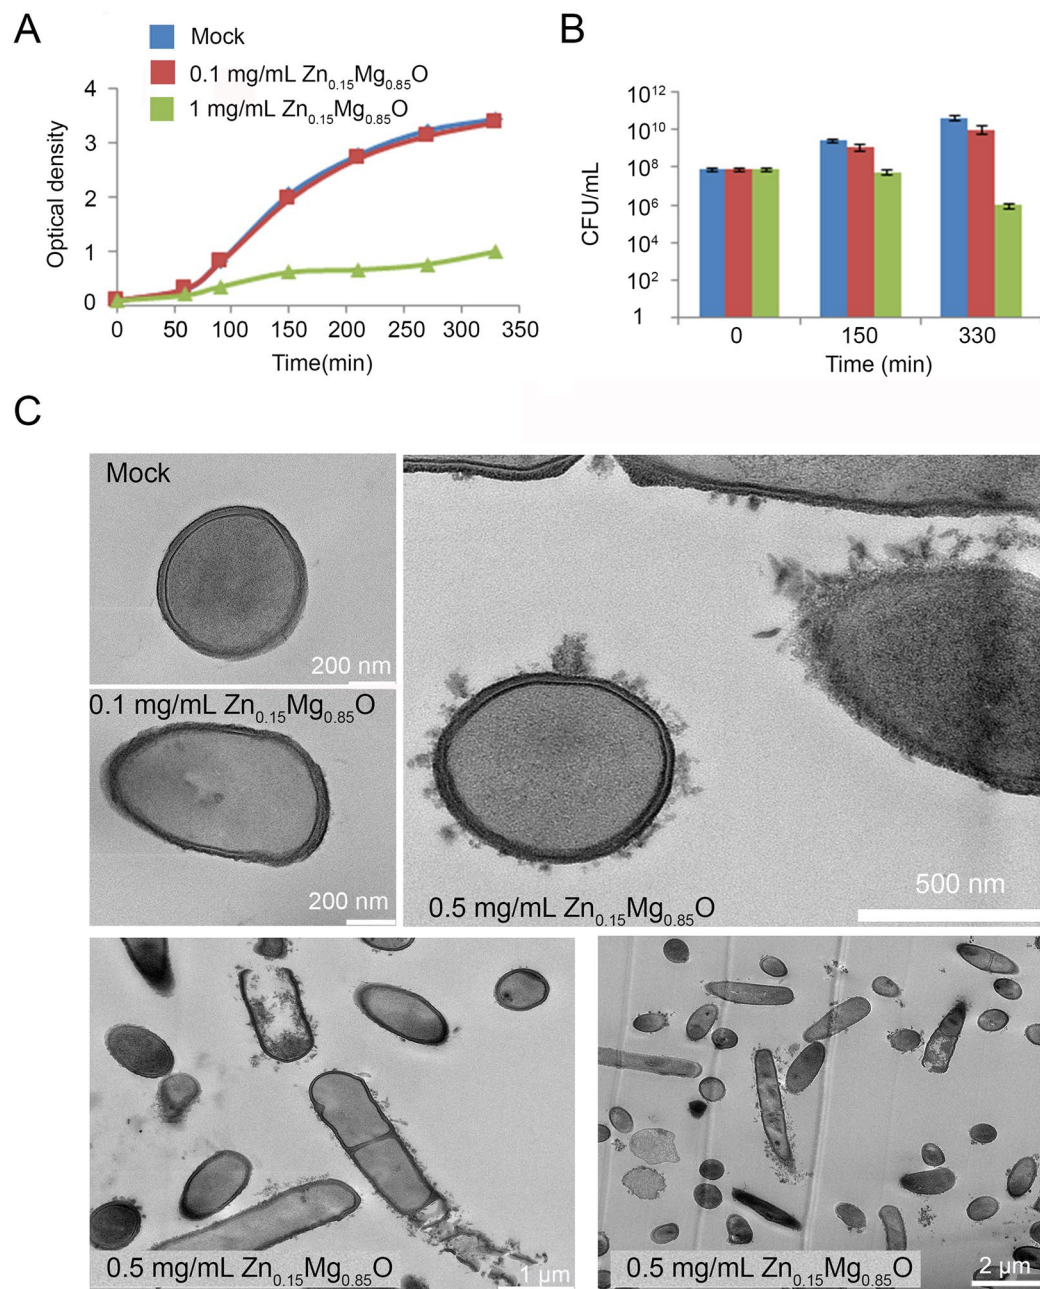 A
Mock
0.1 mg/mL Zn0.15Mg0.85O
1 mg/mL Zn0.15Mg0.85O
4
3
2
1
0
Optical density
0 50 100 150 200 250 300 350
Time(min)
B
10^12
10^10
10^8
10^6
10^4
10^2
1
CFU/mL
0 150 330
Time (min)
C
Mock
200 nm
0.1 mg/mL Zn0.15Mg0.85O
200 nm
500 nm
0.5 mg/mL Zn0.15Mg0.85O
0.5 mg/mL Zn0.15Mg0.85O
1 µm
0.5 mg/mL Zn0.15Mg0.85O
2 µm